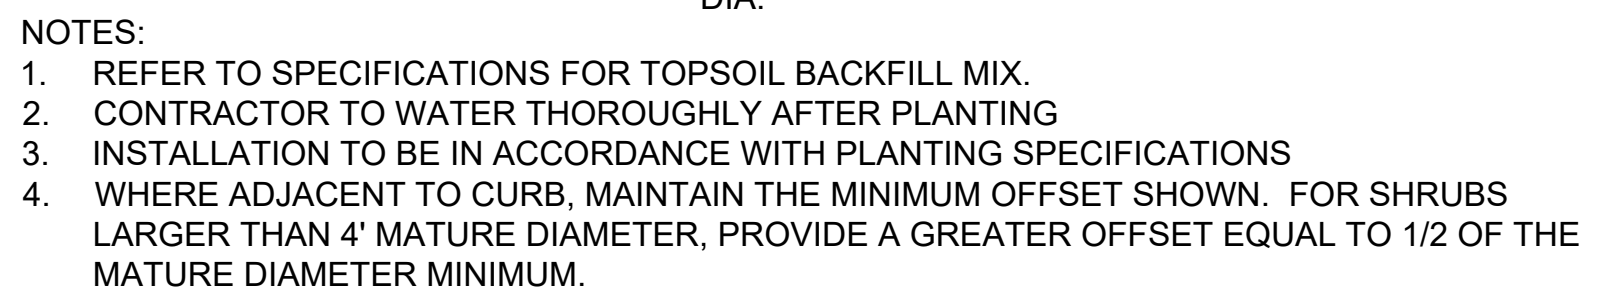 DIA.
NOTES:
1. REFER TO SPECIFICATIONS FOR TOPSOIL BACKFILL MIX.
2. CONTRACTOR TO WATER THOROUGHLY AFTER PLANTING
3. INSTALLATION TO BE IN ACCORDANCE WITH PLANTING SPECIFICATIONS
4. WHERE ADJACENT TO CURB, MAINTAIN THE MINIMUM OFFSET SHOWN. FOR SHRUBS
LARGER THAN 4' MATURE DIAMETER, PROVIDE A GREATER OFFSET EQUAL TO 1/2 OF THE
MATURE DIAMETER MINIMUM.